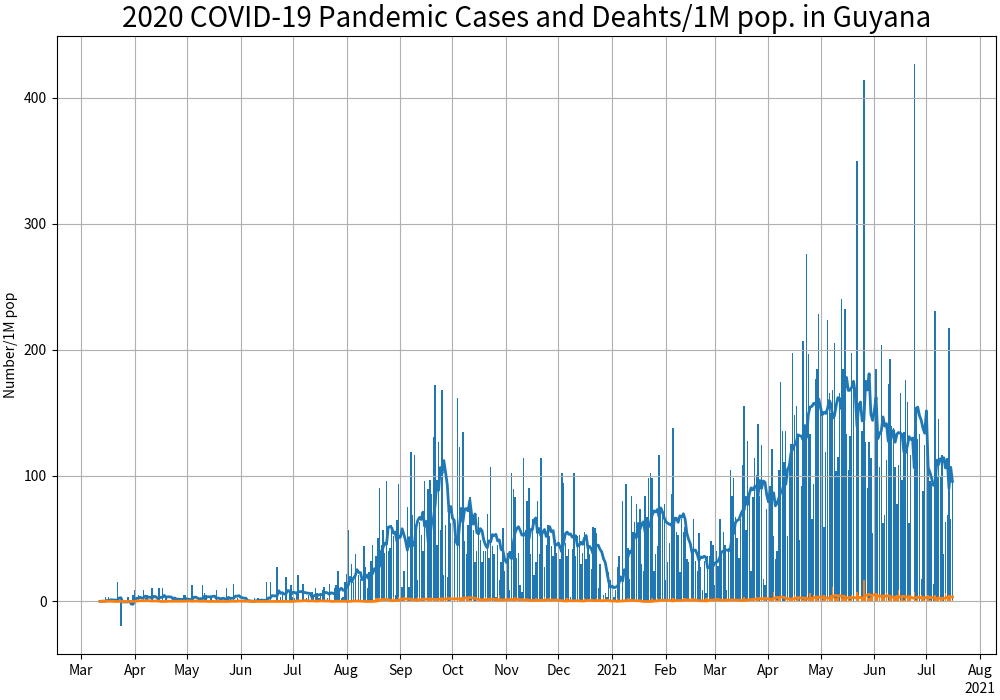 2020 COVID-19 Pandemic Cases and Deahts/1M pop. in Guyana
Number/1M pop
400
300
200
100
0
Mar Apr May Jun Jul Aug Sep Oct Nov Dec 2021 Feb Mar Apr May Jun Jul Aug
2021